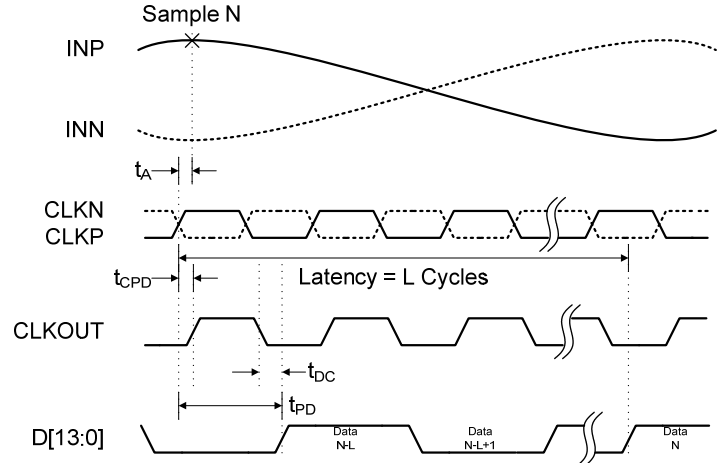 Sample N
INP
INN
tA
CLKN
CLKP
tCPD
Latency = L Cycles
CLKOUT
tDC
tPD
D[13:0]
Data
N-L
Data
N-L+1
Data
N